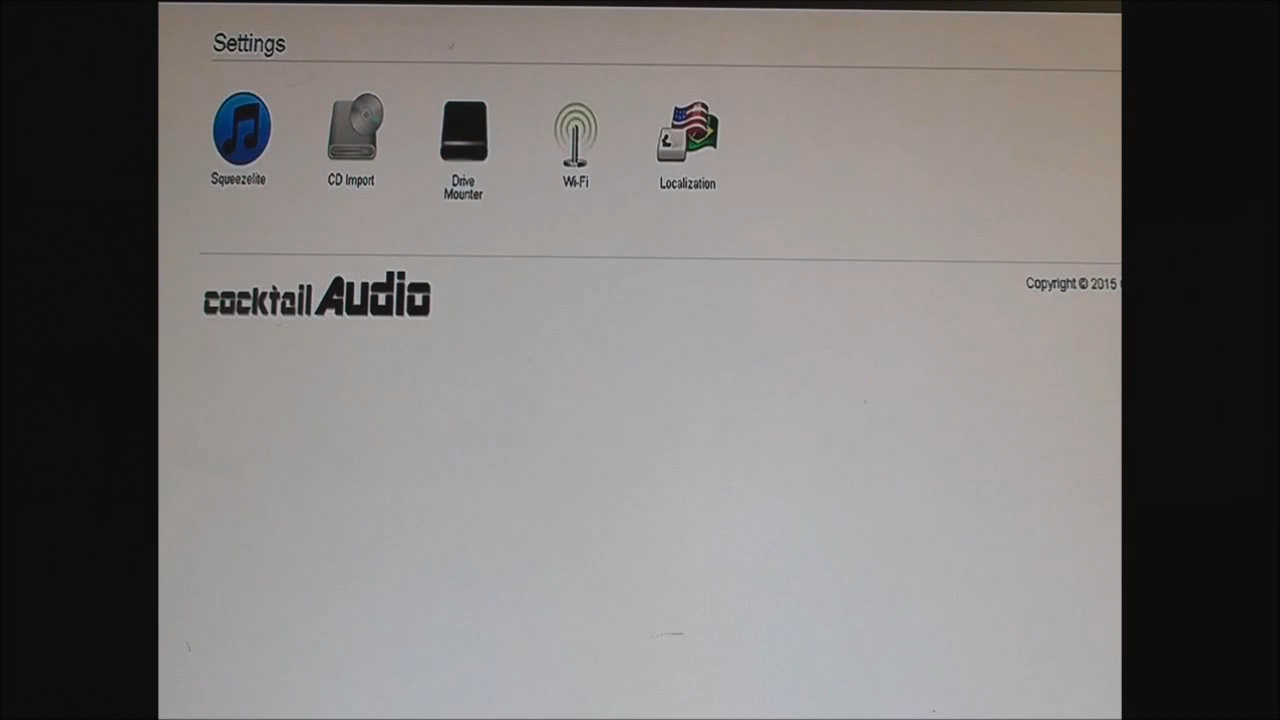 Settings
Squeezelite
CD Import
Drive
Mounter
Wi-Fi
Localization
cocktail Audio
Copyright © 2015